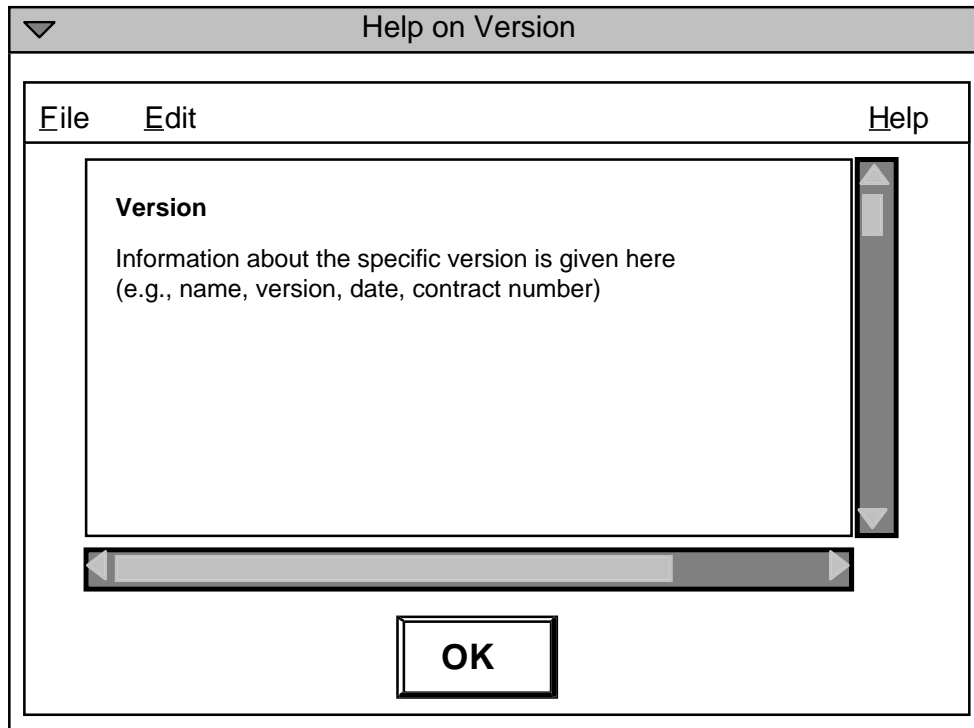 Help on Version
File Edit Help
Version
Information about the specific version is given here
(e.g., name, version, date, contract number)
OK